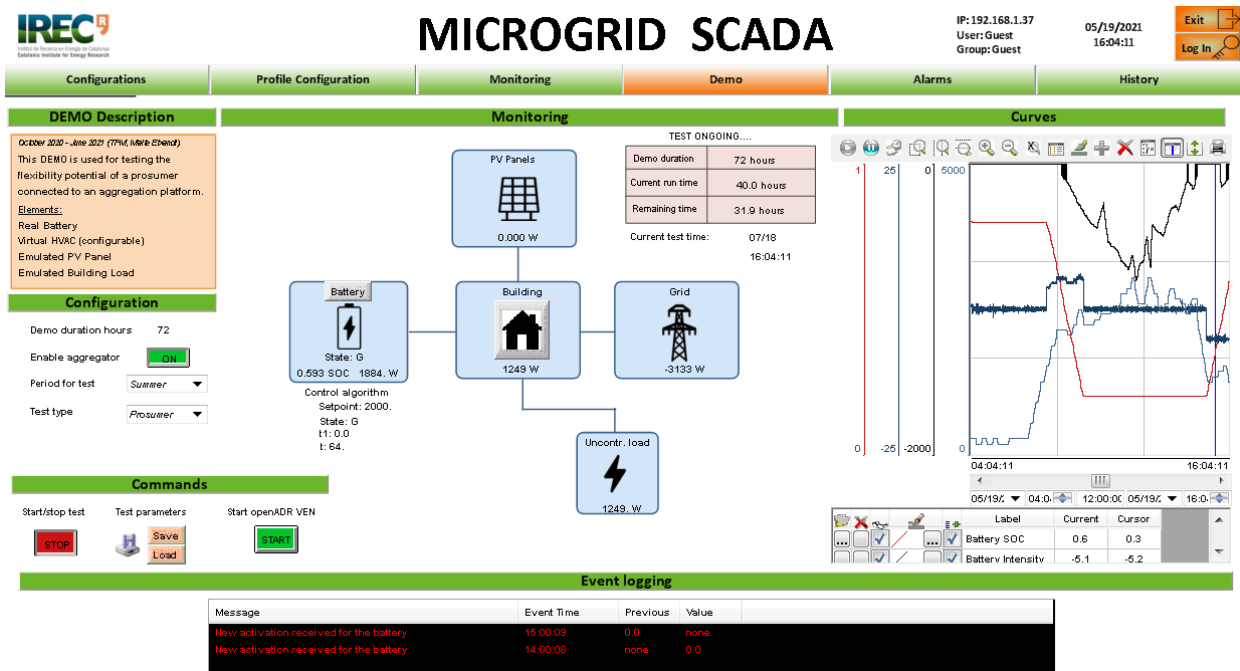 IREC R
Institut de Recerca en Energia de Catalunya
Catalonia Institute for Energy Research
MICROGRID SCADA
IP: 192.168.1.37
User: Guest
Group: Guest
05/19/2021
16:04:11
Exit
Log In
Configurations
Profile Configuration
Monitoring
Demo
Alarms
History
DEMO Description
October 2020 - June 2021 (TFM, Malte Ebendl)
This DEMO is used for testing the
flexibility potential of a prosumer
connected to an aggregation platform.
Elements:
Real Battery
Virtual HVAC (configurable)
Emulated PV Panel
Emulated Building Load
Configuration
Demo duration hours 72
Enable aggregator ON
Period for test Summer
Test type Prosumer
Commands
Start/stop test
STOP
Test parameters
Save
Load
Start openADR VEN
START
Monitoring
PV Panels
0.000 W
TEST ONGOING....
Demo duration 72 hours
Current run time 40.0 hours
Remaining time 31.9 hours
Current test time: 07/18
16:04:11
Battery
State: G
0.593 SOC 1884. W
Control algorithm
Setpoint: 2000.
State: G
t1: 0.0
t: 64.
Building
1249 W
Grid
-3133 W
Uncontr. load
1249. W
Curves
1 25 0 5000
0 -25 -2000 0
04:04:11 16:04:11
05/19/ 04:0 12:00:00 05/19/ 16:0
Label Current Cursor
Battery SOC 0.6 0.3
Battery Intensity -5.1 -5.2
Event logging
Message Event Time Previous Value
New activation received for the battery 15:00:09 0.0 none
New activation received for the battery 14:00:08 none 0.0